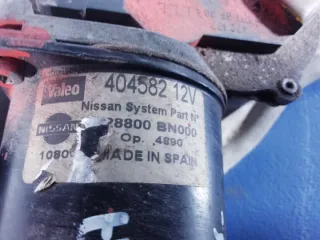 Valeo 404582 12V
Nissan System Part N°
NISSAN 28800 BN000
Op. 4890
MADE IN SPAIN